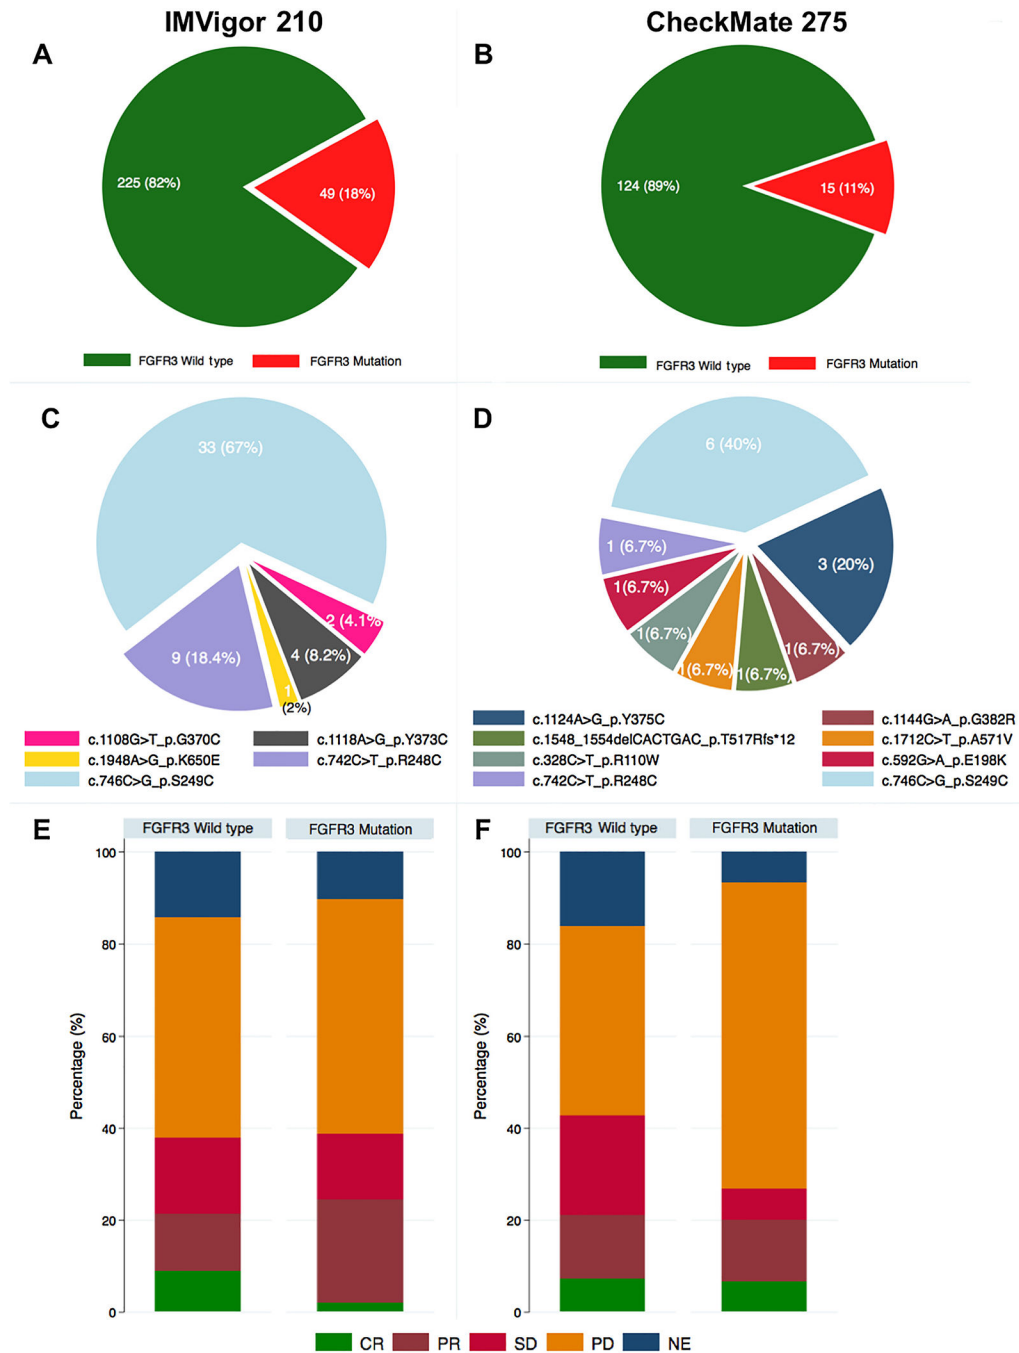 IMVigor 210
CheckMate 275
A
225 (82%)
49 (18%)
FGFR3 Wild type
FGFR3 Mutation
B
124 (89%)
15 (11%)
FGFR3 Wild type
FGFR3 Mutation
C
33 (67%)
2 (4.1%
4 (8.2%)
9 (18.4%)
1
(2%)
c.1108G>T_p.G370C
c.1118A>G_p.Y373C
c.1948A>G_p.K650E
c.742C>T_p.R248C
c.746C>G_p.S249C
D
6 (40%)
3 (20%)
1 (6.7%)
1(6.7%)
1(6.7%)
1(6.7%)
1(6.7%)
1(6.7%)
c.1124A>G_p.Y375C
c.1144G>A_p.G382R
c.1548_1554delCACTGAC_p.T517Rfs*12
c.1712C>T_p.A571V
c.328C>T_p.R110W
c.592G>A_p.E198K
c.742C>T_p.R248C
c.746C>G_p.S249C
E
FGFR3 Wild type
FGFR3 Mutation
100
80
60
40
20
0
Percentage (%)
F
FGFR3 Wild type
FGFR3 Mutation
100
80
60
40
20
0
Percentage (%)
CR
PR
SD
PD
NE